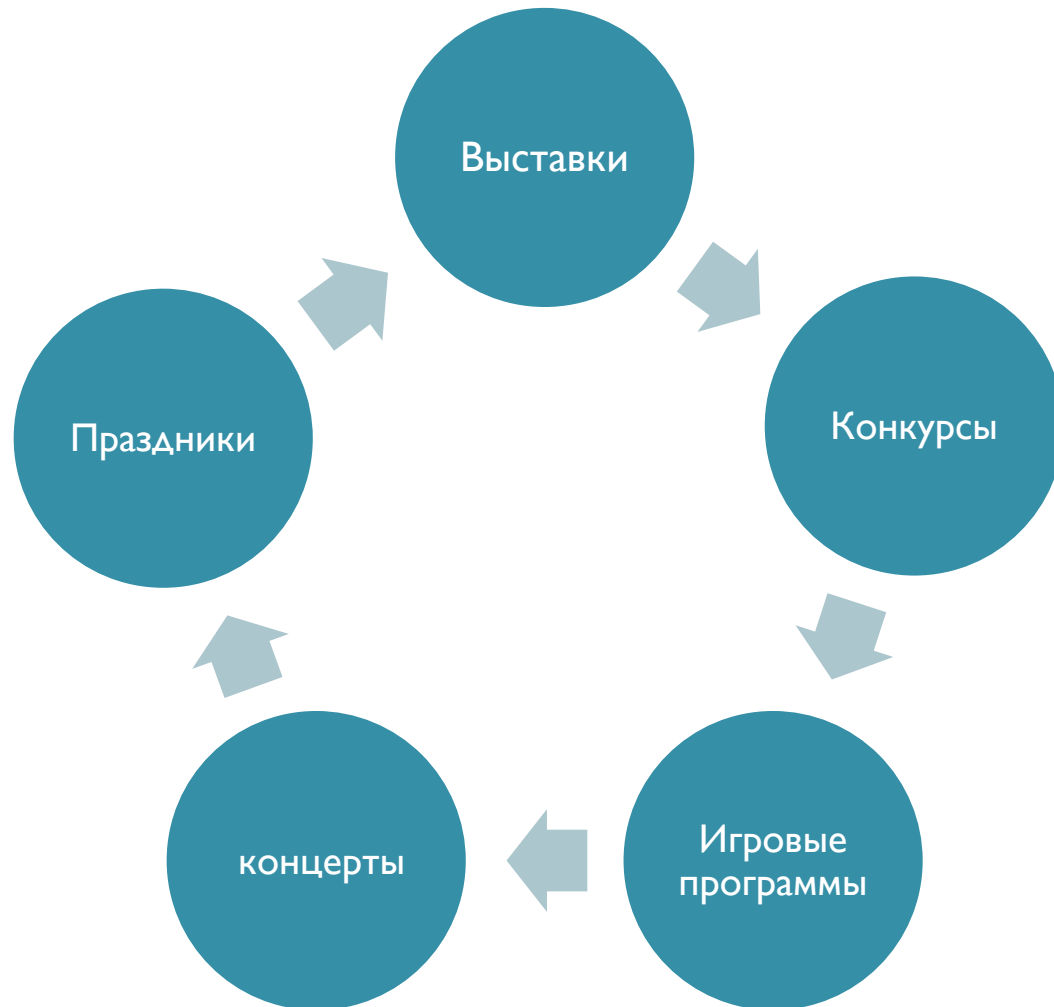 Выставки
Конкурсы
Игровые
программы
концерты
Праздники